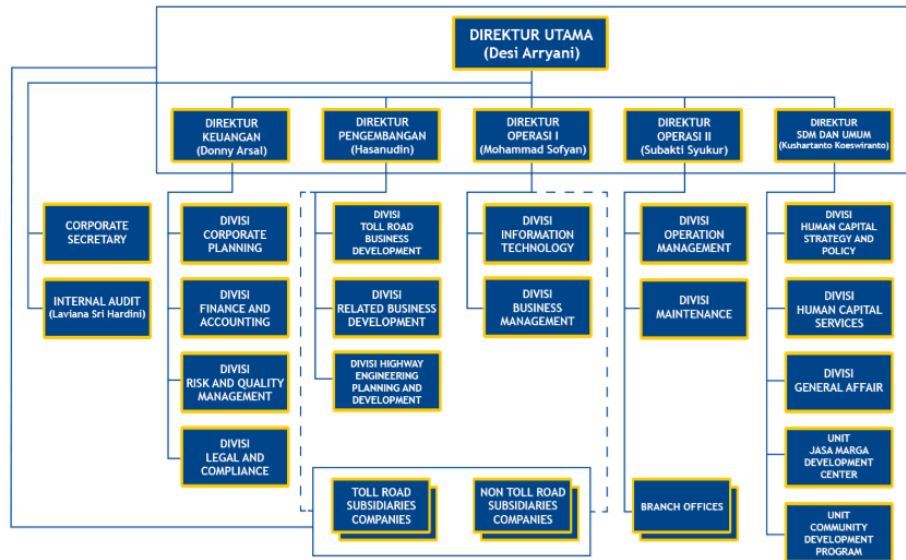 DIREKTUR UTAMA
(Desi Arryani)
DIREKTUR
KEUANGAN
(Donny Arsal)
DIREKTUR
PENGEMBANGAN
(Hasanudin)
DIREKTUR
OPERASI I
(Mohammad Sofyan)
DIREKTUR
OPERASI II
(Subakti Syukur)
DIREKTUR
SDM DAN UMUM
(Kushartanto Koeswiranto)
CORPORATE
SECRETARY
INTERNAL AUDIT
(Laviana Sri Hardini)
DIVISI
CORPORATE
PLANNING
DIVISI
FINANCE AND
ACCOUNTING
DIVISI
RISK AND QUALITY
MANAGEMENT
DIVISI
LEGAL AND
COMPLIANCE
DIVISI
TOLL ROAD
BUSINESS
DEVELOPMENT
DIVISI
RELATED BUSINESS
DEVELOPMENT
DIVISI HIGHWAY
ENGINEERING
PLANNING AND
DEVELOPMENT
DIVISI
INFORMATION
TECHNOLOGY
DIVISI
BUSINESS
MANAGEMENT
DIVISI
OPERATION
MANAGEMENT
DIVISI
MAINTENANCE
DIVISI
HUMAN CAPITAL
STRATEGY AND
POLICY
DIVISI
HUMAN CAPITAL
SERVICES
DIVISI
GENERAL AFFAIR
UNIT
JASA MARGA
DEVELOPMENT
CENTER
UNIT
COMMUNITY
DEVELOPMENT
PROGRAM
TOLL ROAD
SUBSIDIARIES
COMPANIES
NON TOLL ROAD
SUBSIDIARIES
COMPANIES
BRANCH OFFICES